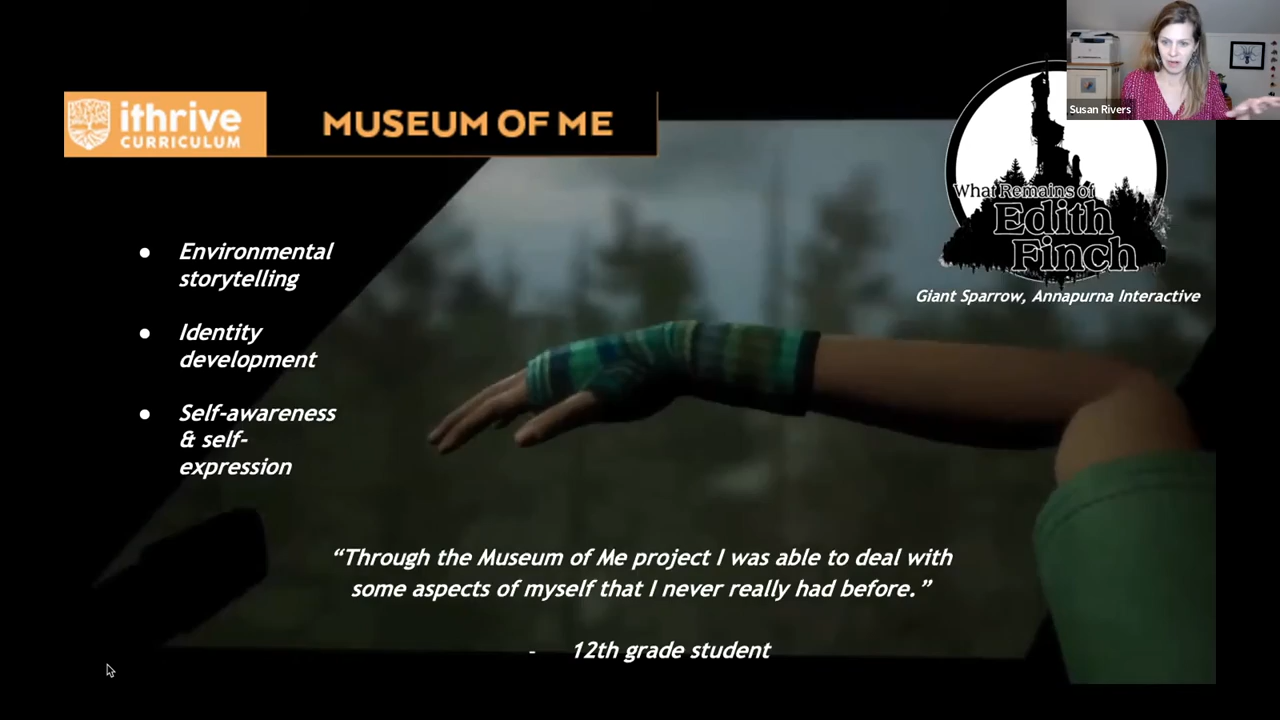 Susan Rivers
ithrive
CURRICULUM
MUSEUM OF ME
What Remains of
Edith
Finch
Giant Sparrow, Annapurna Interactive
● Environmental
storytelling
● Identity
development
● Self-awareness
& self-
expression
“Through the Museum of Me project I was able to deal with
some aspects of myself that I never really had before.”
- 12th grade student